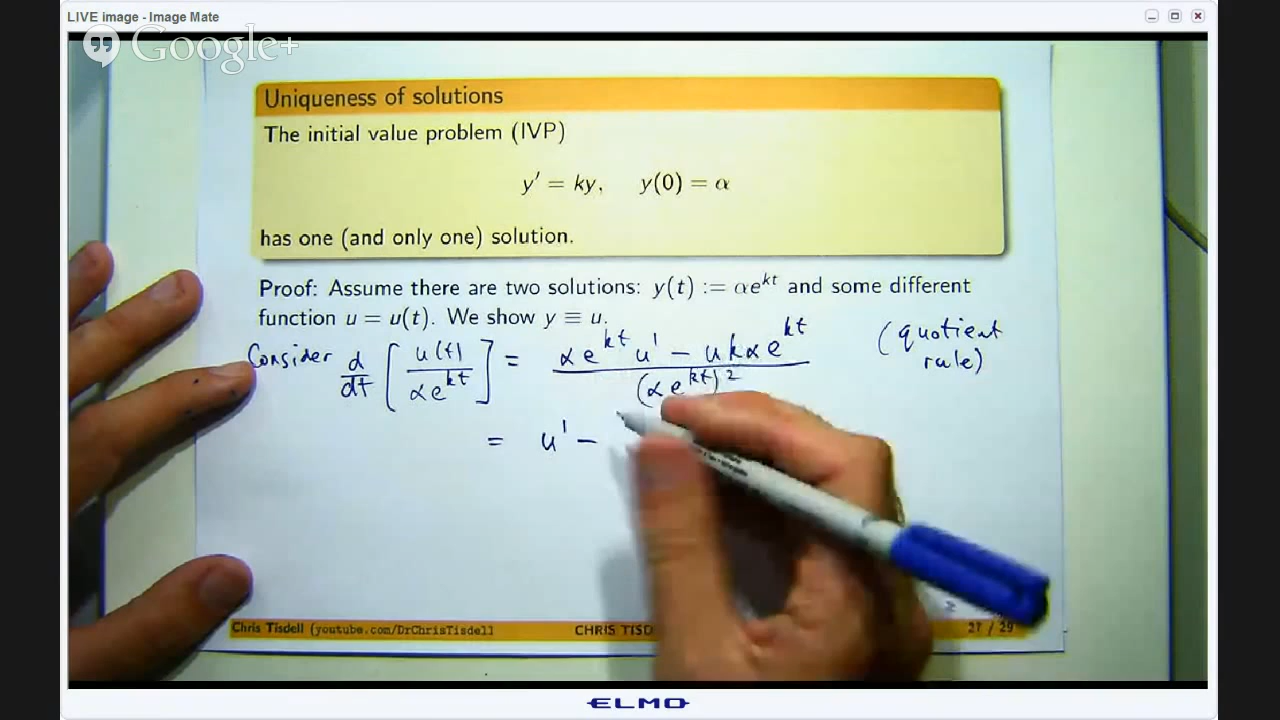 LIVE image - Image Mate
Google+
Uniqueness of solutions
The initial value problem (IVP)
y′ = ky, y(0) = α
has one (and only one) solution.
Proof: Assume there are two solutions: y(t) := αe^{kt} and some different
function u = u(t). We show y ≡ u.
Consider d/dt [u(t)/αe^{kt}] = (αe^{kt} u' − ukαe^{kt})/(αe^{kt})² (quotient rule)
= u' −
Chris Tisdell (youtube.com/DrChrisTisdell CHRIS TISD 27 / 29
ELMO